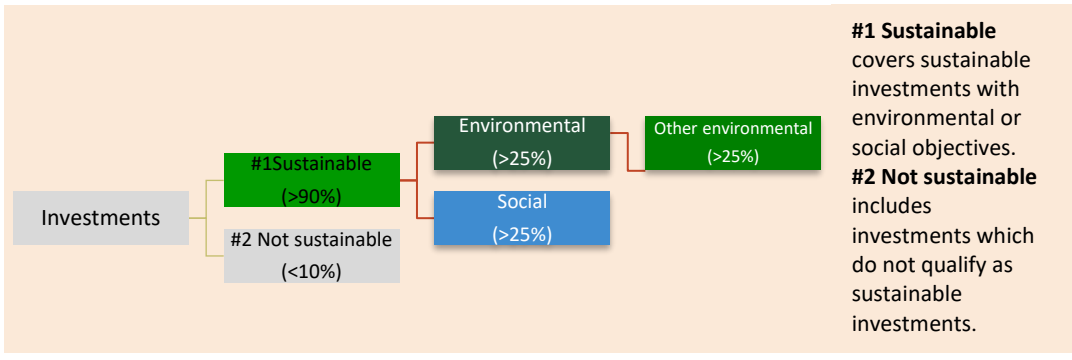 Investments
#1Sustainable
(>90%)
#2 Not sustainable
(<10%)
Environmental
(>25%)
Social
(>25%)
Other environmental
(>25%)
#1 Sustainable
covers sustainable
investments with
environmental or
social objectives.
#2 Not sustainable
includes
investments which
do not qualify as
sustainable
investments.